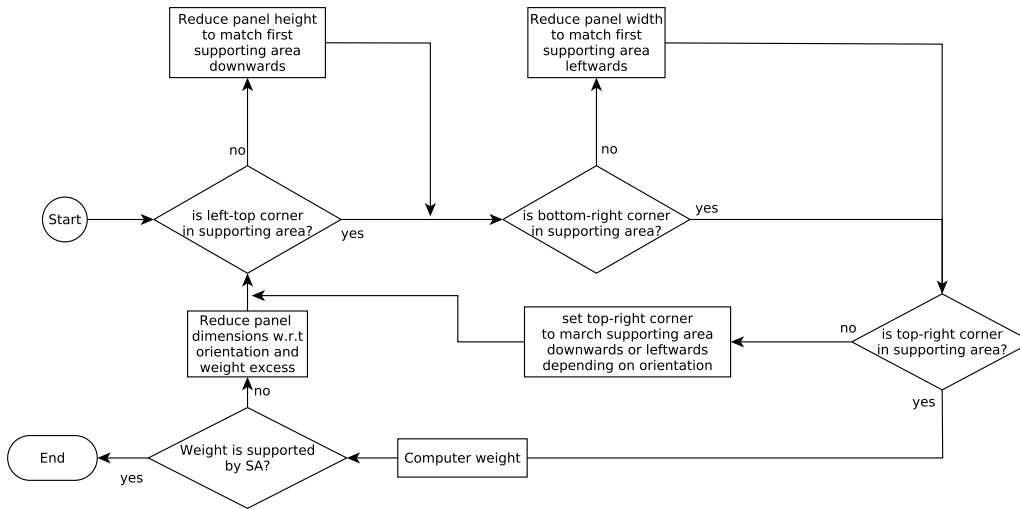 Reduce panel height
to match first
supporting area
downwards
Reduce panel width
to match first
supporting area
leftwards
no
no
Start
is left-top corner
in supporting area?
yes
is bottom-right corner
in supporting area?
yes
Reduce panel
dimensions w.r.t
orientation and
weight excess
set top-right corner
to march supporting area
downwards or leftwards
depending on orientation
no
is top-right corner
in supporting area?
no
yes
End
yes
Weight is supported
by SA?
Computer weight